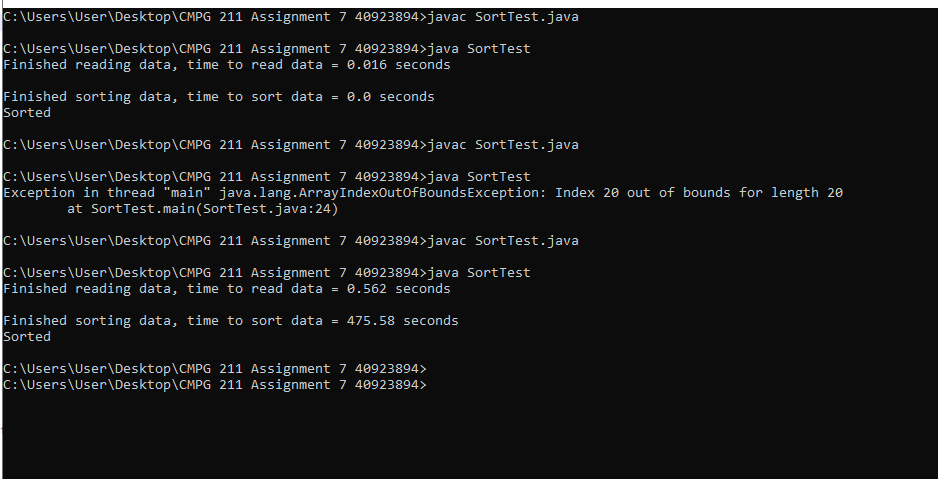 C:\Users\User\Desktop\CMPG 211 Assignment 7 40923894>javac SortTest.java
C:\Users\User\Desktop\CMPG 211 Assignment 7 40923894>java SortTest
Finished reading data, time to read data = 0.016 seconds
Finished sorting data, time to sort data = 0.0 seconds
Sorted
C:\Users\User\Desktop\CMPG 211 Assignment 7 40923894>javac SortTest.java
C:\Users\User\Desktop\CMPG 211 Assignment 7 40923894>java SortTest
Exception in thread "main" java.lang.ArrayIndexOutOfBoundsException: Index 20 out of bounds for length 20
        at SortTest.main(SortTest.java:24)
C:\Users\User\Desktop\CMPG 211 Assignment 7 40923894>javac SortTest.java
C:\Users\User\Desktop\CMPG 211 Assignment 7 40923894>java SortTest
Finished reading data, time to read data = 0.562 seconds
Finished sorting data, time to sort data = 475.58 seconds
Sorted
C:\Users\User\Desktop\CMPG 211 Assignment 7 40923894>
C:\Users\User\Desktop\CMPG 211 Assignment 7 40923894>